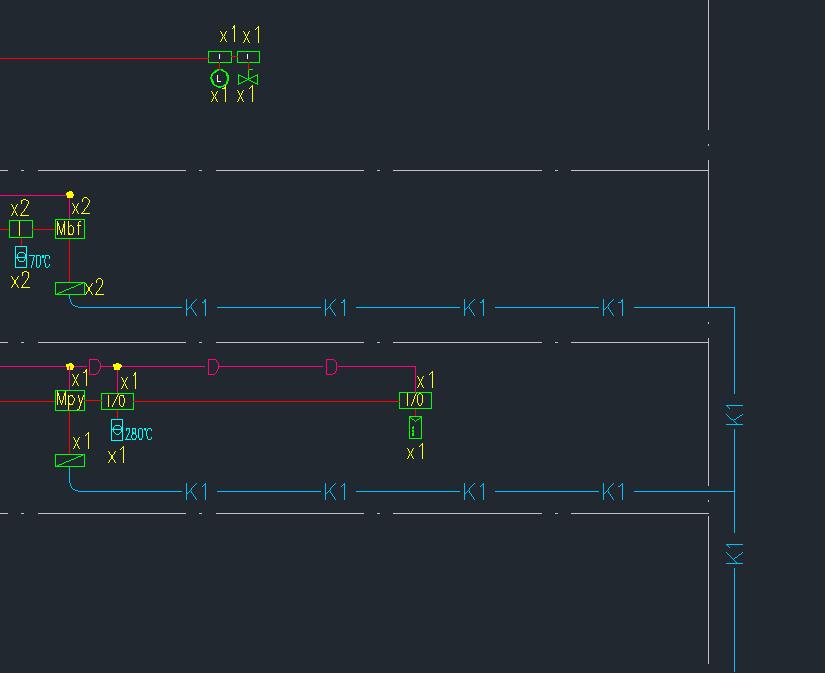 x1 x1
I I
L
x1 x1
x2 x2
I Mbf
70℃
x2 x2
K1 K1 K1 K1
D D D
x1 x1 x1
Mpy I/O I/O
K1
280℃
x1 x1 x1
K1 K1 K1 K1
K1